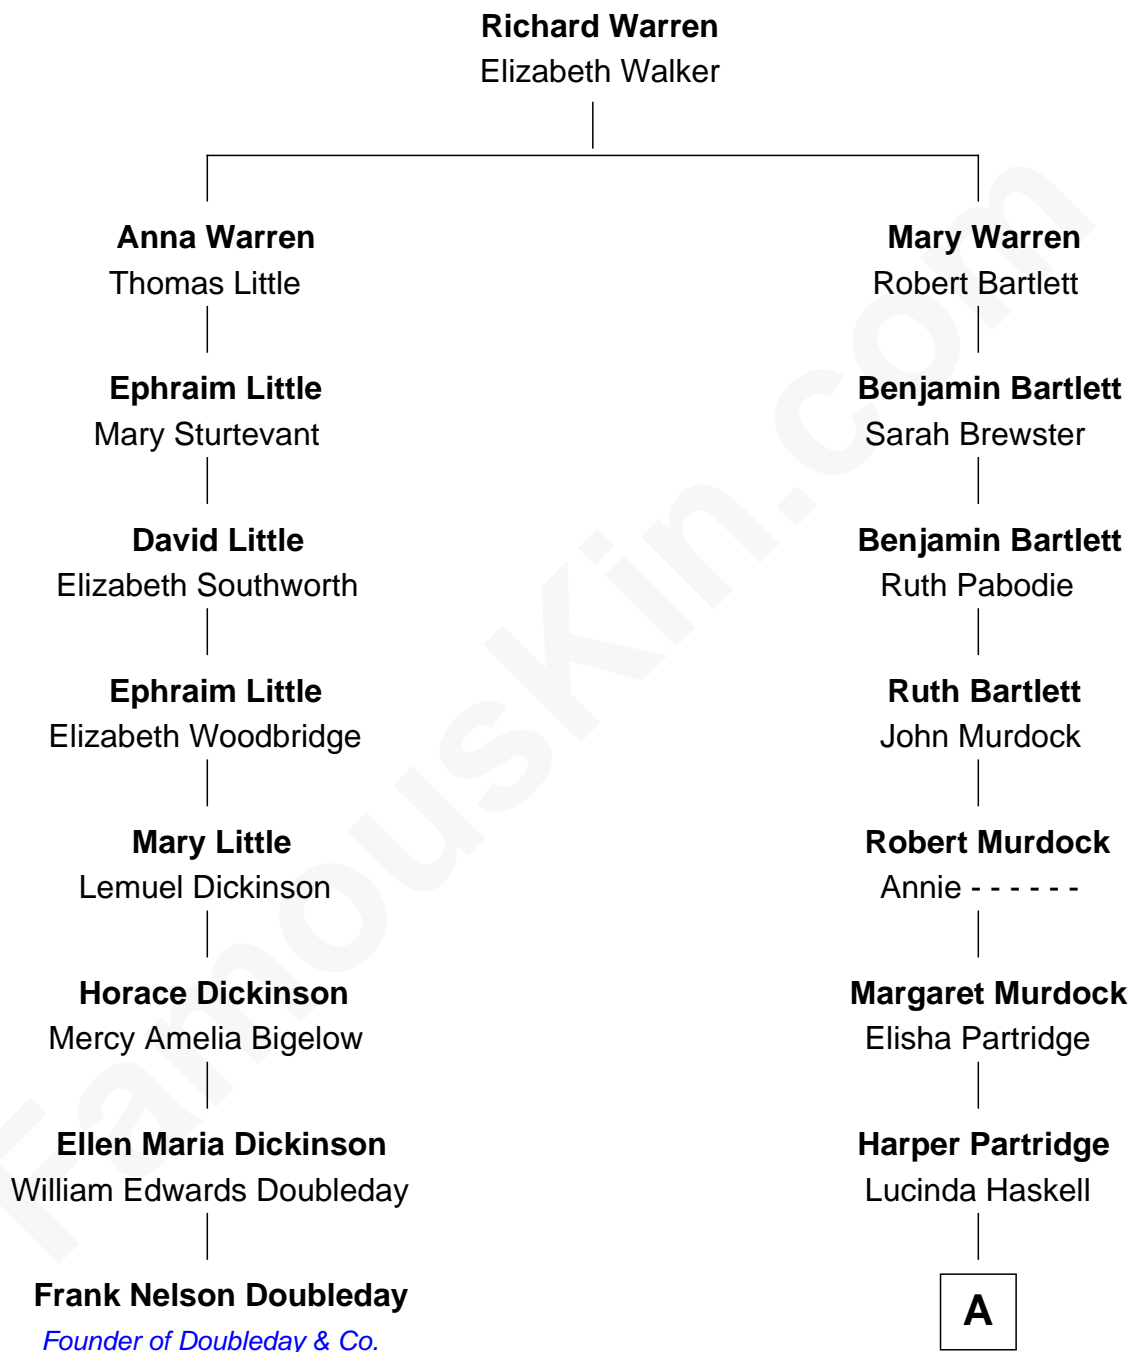 Richard Warren
Elizabeth Walker
Anna Warren
Thomas Little
Ephraim Little
Mary Sturtevant
David Little
Elizabeth Southworth
Ephraim Little
Elizabeth Woodbridge
Mary Little
Lemuel Dickinson
Horace Dickinson
Mercy Amelia Bigelow
Ellen Maria Dickinson
William Edwards Doubleday
Frank Nelson Doubleday
Founder of Doubleday & Co.
Mary Warren
Robert Bartlett
Benjamin Bartlett
Sarah Brewster
Benjamin Bartlett
Ruth Pabodie
Ruth Bartlett
John Murdock
Robert Murdock
Annie - - - - - -
Margaret Murdock
Elisha Partridge
Harper Partridge
Lucinda Haskell
A
FamousKin.com